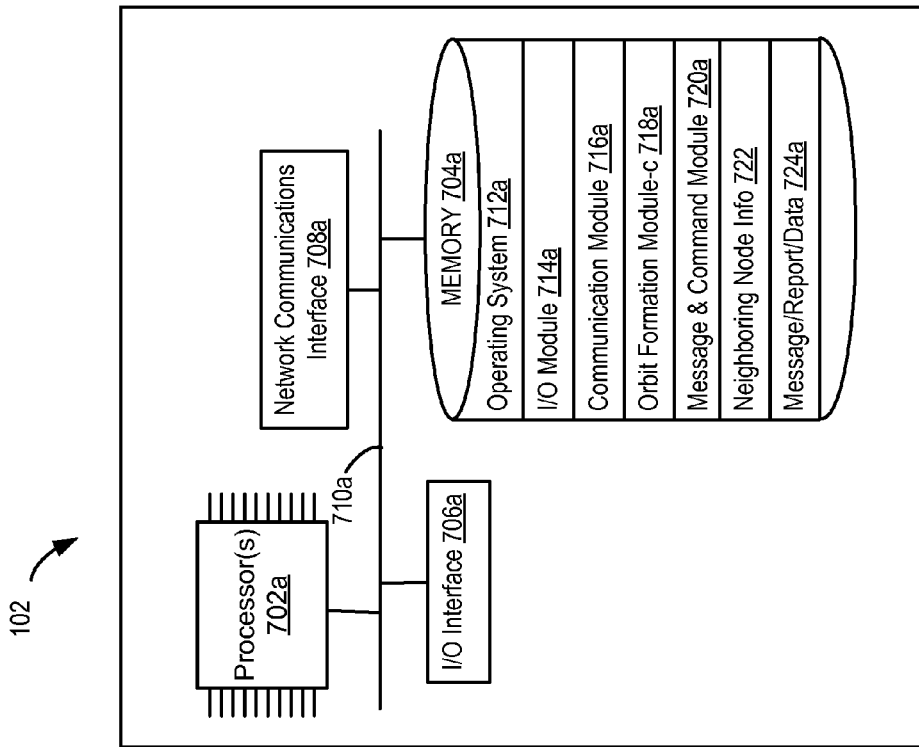 102
Processor(s)
702a
Network Communications
Interface 708a
710a
I/O Interface 706a
MEMORY 704a
Operating System 712a
I/O Module 714a
Communication Module 716a
Orbit Formation Module-c 718a
Message & Command Module 720a
Neighboring Node Info 722
Message/Report/Data 724a